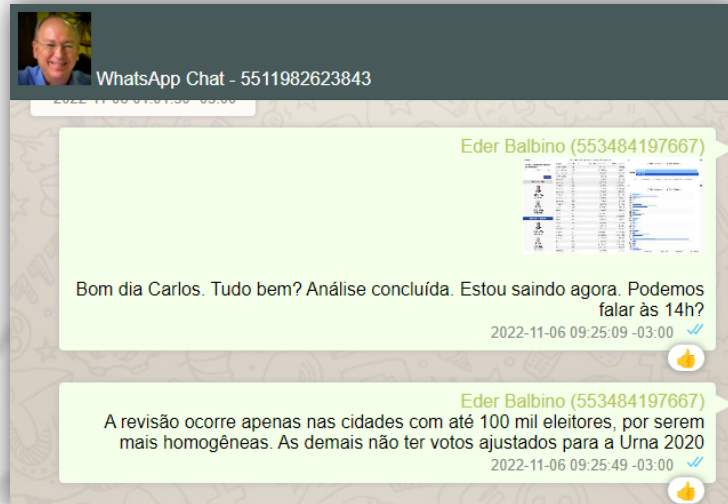 WhatsApp Chat - 5511982623843
Eder Balbino (553484197667)
Bom dia Carlos. Tudo bem? Análise concluída. Estou saindo agora. Podemos
falar às 14h?
2022-11-06 09:25:09 -03:00
Eder Balbino (553484197667)
A revisão ocorre apenas nas cidades com até 100 mil eleitores, por serem
mais homogêneas. As demais não ter votos ajustados para a Urna 2020
2022-11-06 09:25:49 -03:00